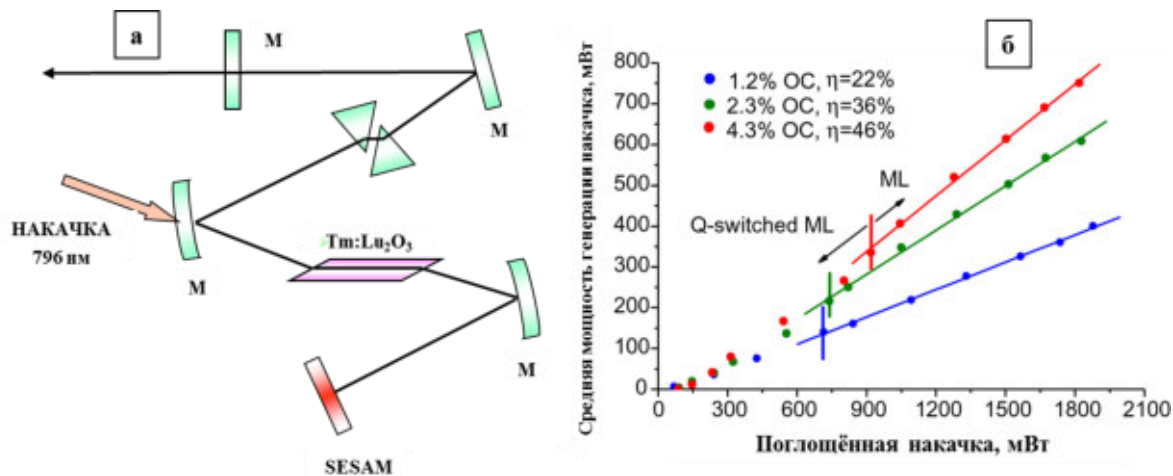 а
М
М
НАКАЧКА
796 нм
М
Tm:Lu₂O₃
М
SESAM
б
Средняя мощность генерации накачка, мВт
800
700
600
500
400
300
200
100
0
1.2% OC, η=22%
2.3% OC, η=36%
4.3% OC, η=46%
ML
Q-switched ML
0 300 600 900 1200 1500 1800 2100
Поглощённая накачка, мВт